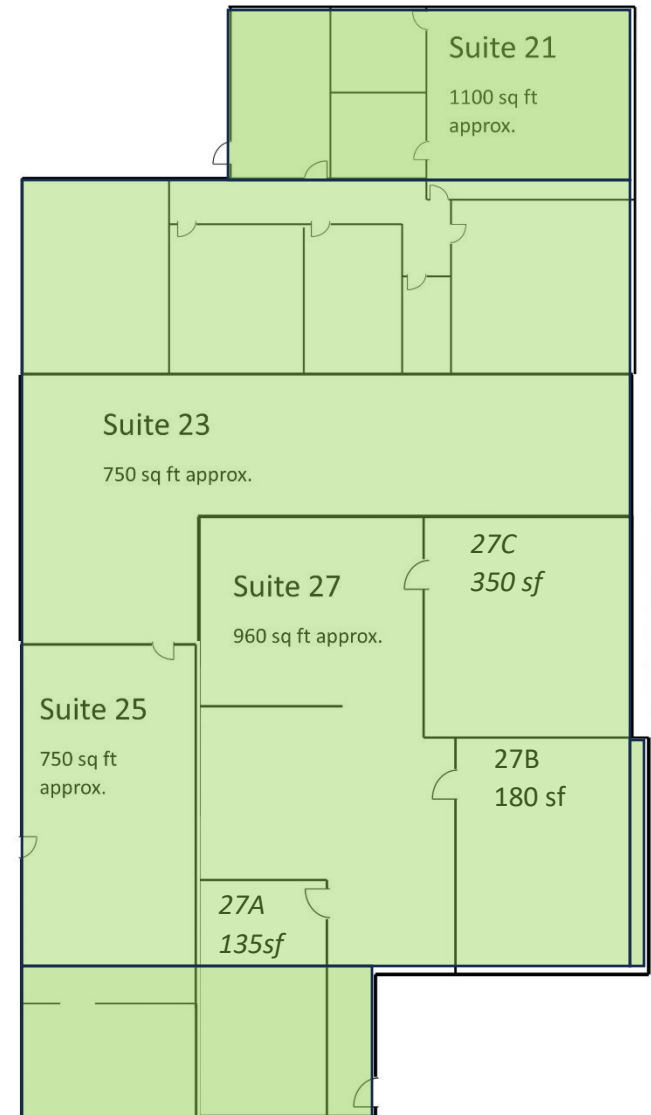 Suite 21
1100 sq ft
approx.
Suite 23
750 sq ft approx.
27C
350 sf
Suite 27
960 sq ft approx.
Suite 25
750 sq ft
approx.
27B
180 sf
27A
135sf